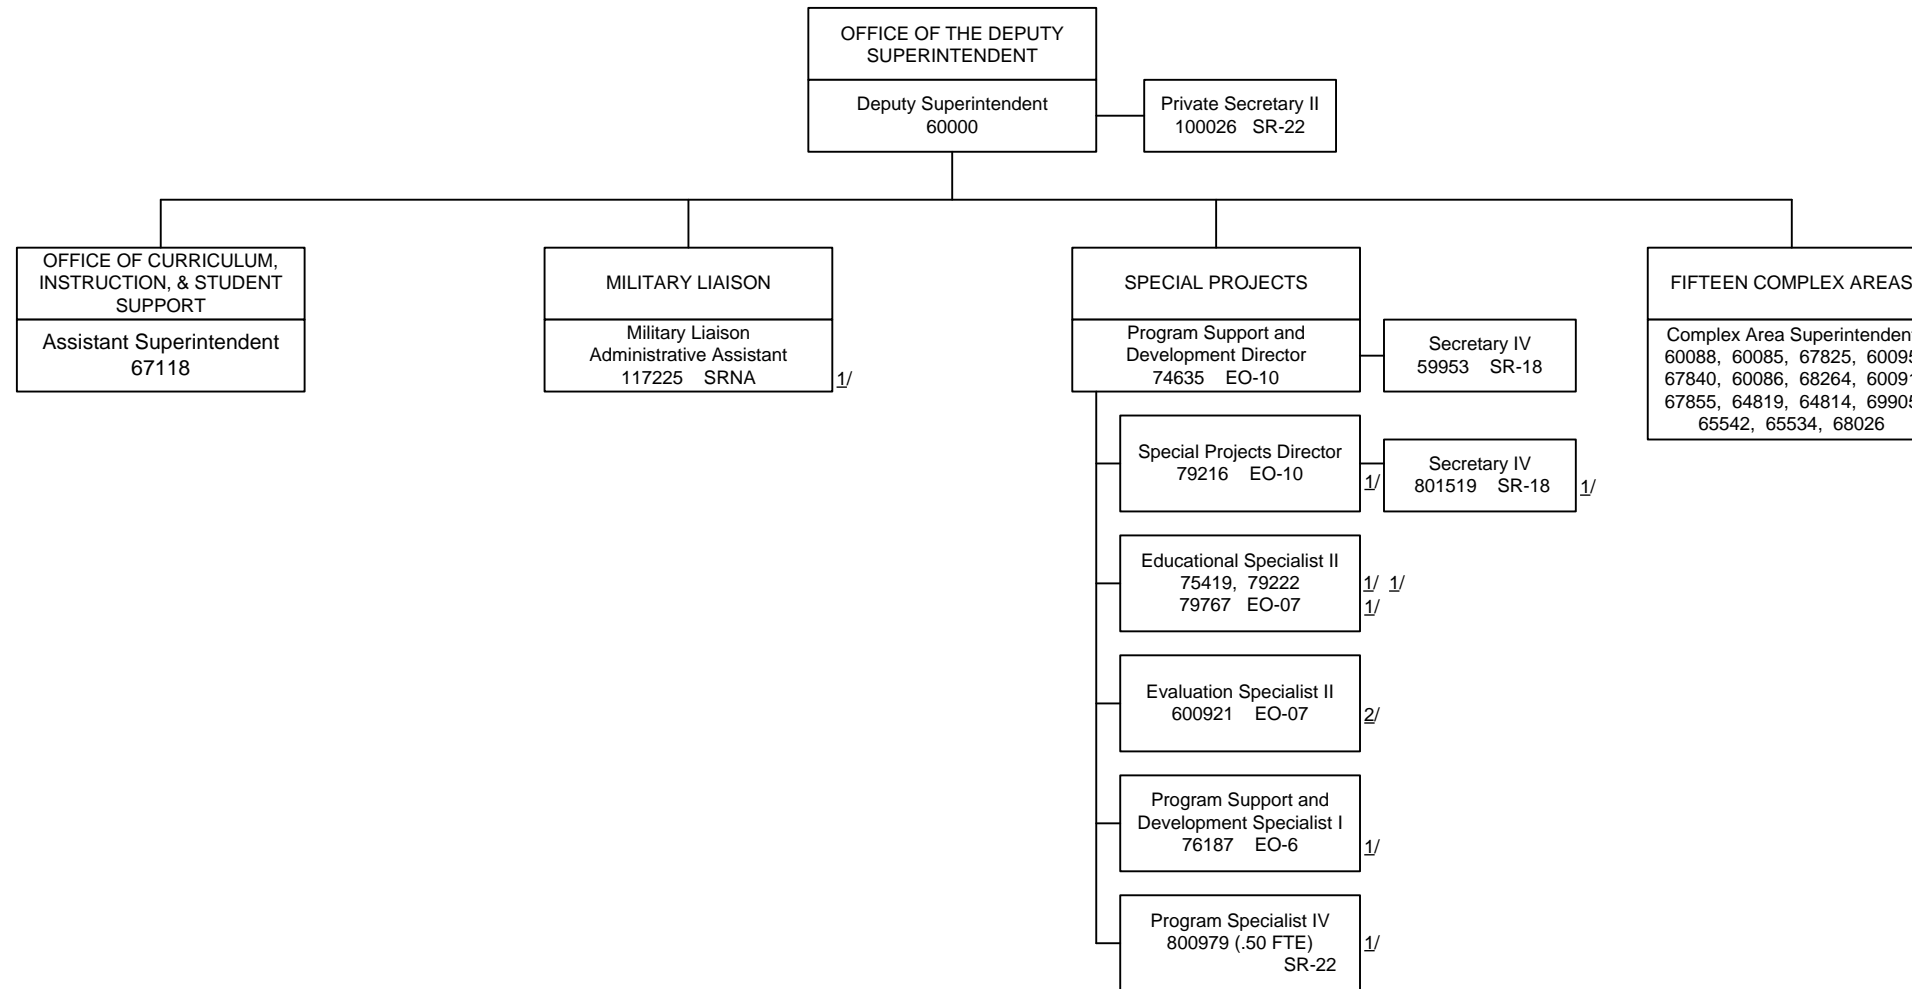 OFFICE OF THE DEPUTY
SUPERINTENDENT
Deputy Superintendent
60000
Private Secretary II
100026 SR-22
OFFICE OF CURRICULUM,
INSTRUCTION, & STUDENT
SUPPORT
Assistant Superintendent
67118
MILITARY LIAISON
Military Liaison
Administrative Assistant
117225 SRNA
1/
SPECIAL PROJECTS
Program Support and
Development Director
74635 EO-10
Secretary IV
59953 SR-18
Special Projects Director
79216 EO-10
1/
Secretary IV
801519 SR-18
1/
Educational Specialist II
75419, 79222
1/ 1/
79767 EO-07
1/
Evaluation Specialist II
600921 EO-07
2/
Program Support and
Development Specialist I
76187 EO-6
1/
Program Specialist IV
800979 (.50 FTE)
1/
SR-22
FIFTEEN COMPLEX AREAS
Complex Area Superintendent
60088, 60085, 67825, 60095
67840, 60086, 68264, 60091
67855, 64819, 64814, 69905
65542, 65534, 68026